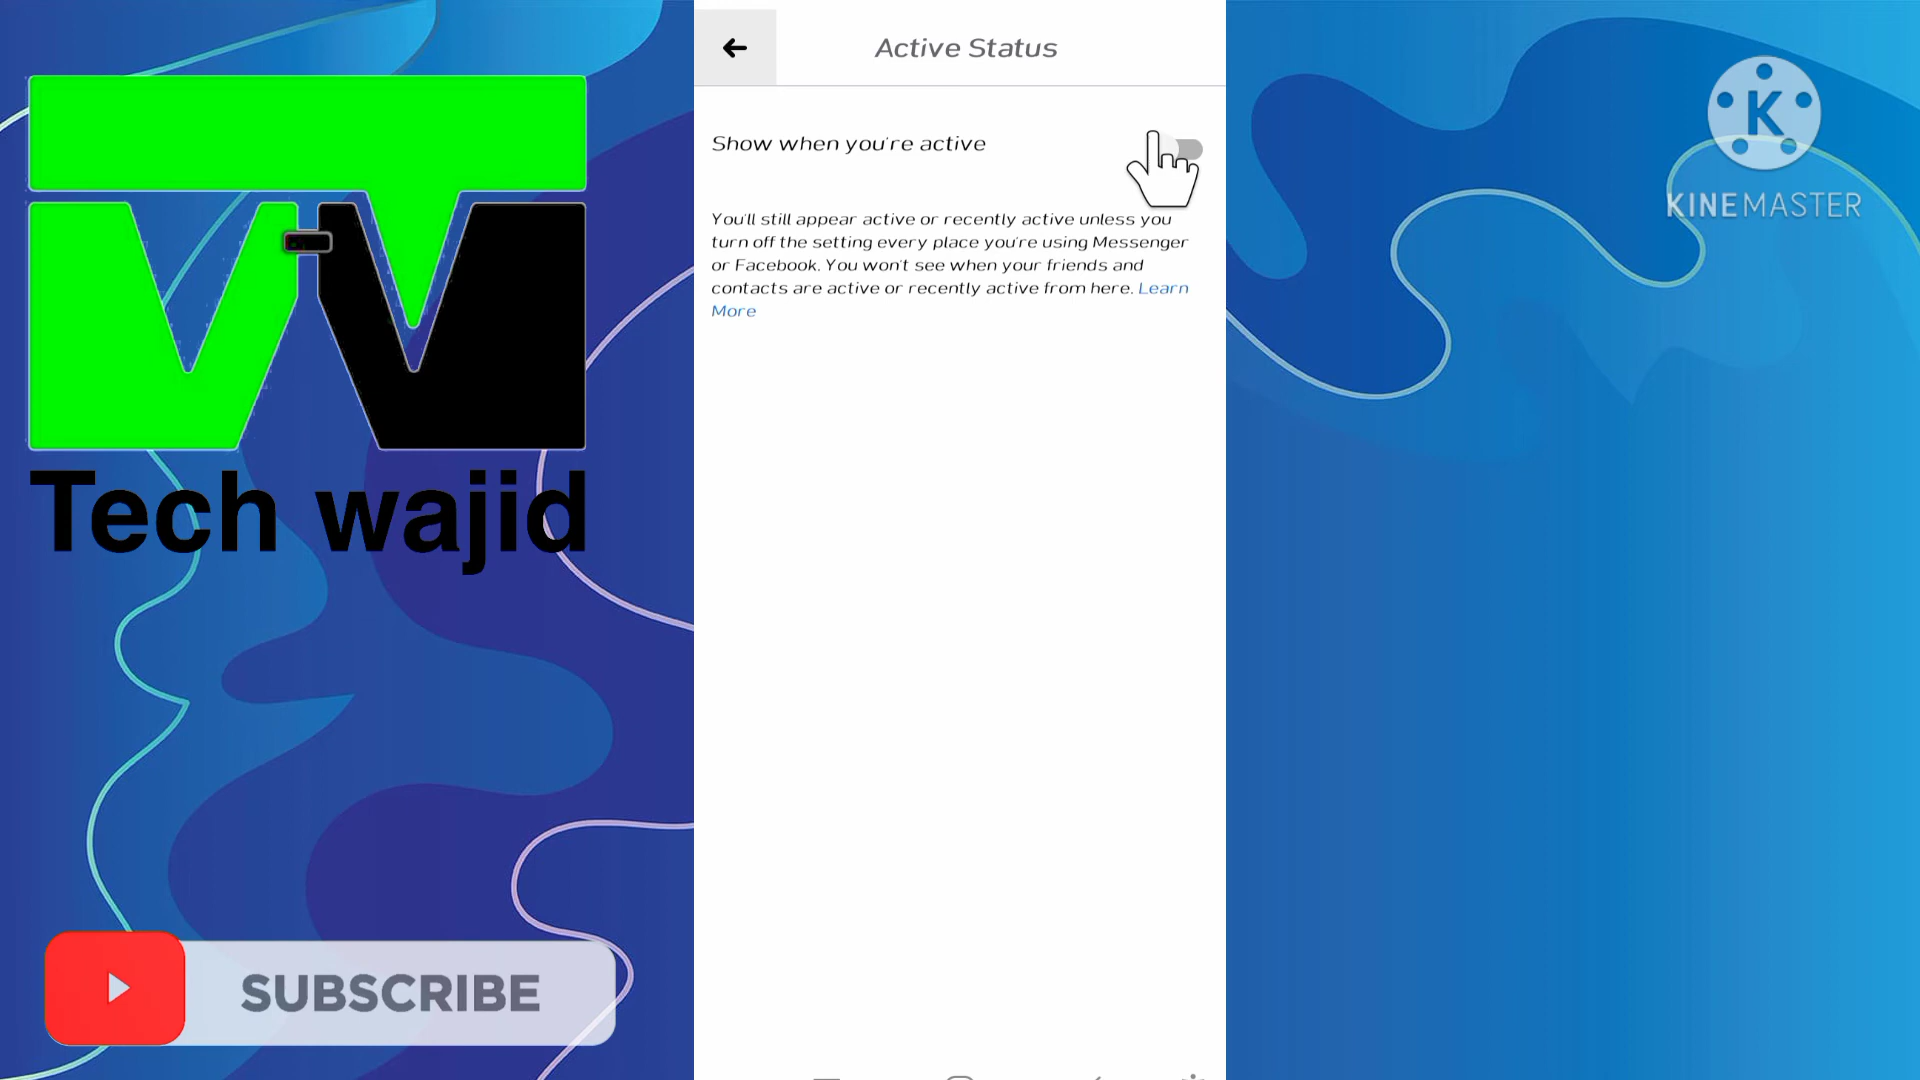 Active Status
Show when you're active
You'll still appear active or recently active unless you
turn off the setting every place you're using Messenger
or Facebook. You won't see when your friends and
contacts are active or recently active from here. Learn
More
Tech wajid
SUBSCRIBE
K
KINEMASTER